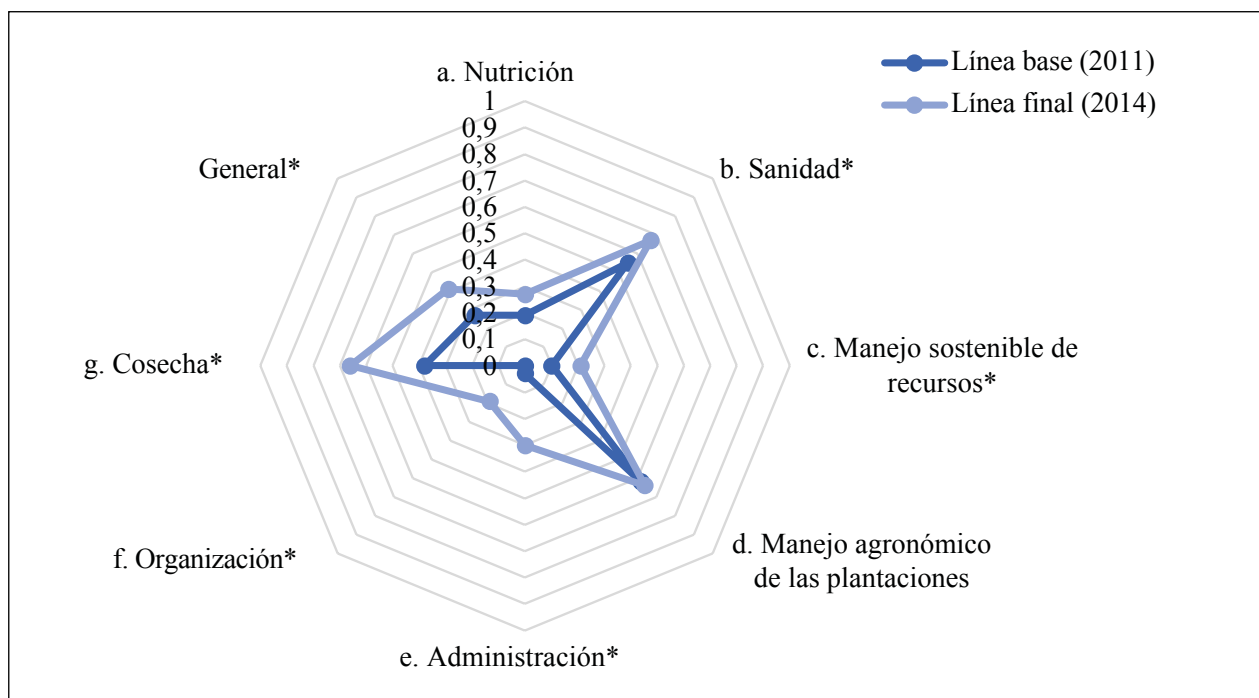 Línea base (2011)
Línea final (2014)
a. Nutrición
1
0,9
0,8
0,7
0,6
0,5
0,4
0,3
0,2
0,1
0
General*
b. Sanidad*
g. Cosecha*
c. Manejo sostenible de
recursos*
f. Organización*
d. Manejo agronómico
de las plantaciones
e. Administración*